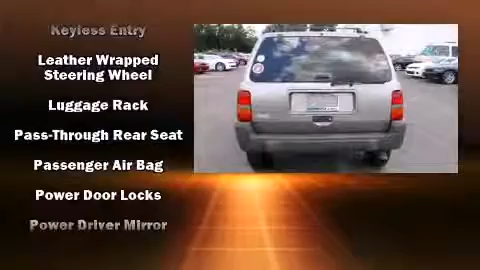 Keyless Entry
Leather Wrapped
Steering Wheel
Luggage Rack
Pass-Through Rear Seat
Passenger Air Bag
Power Door Locks
Power Driver Mirror